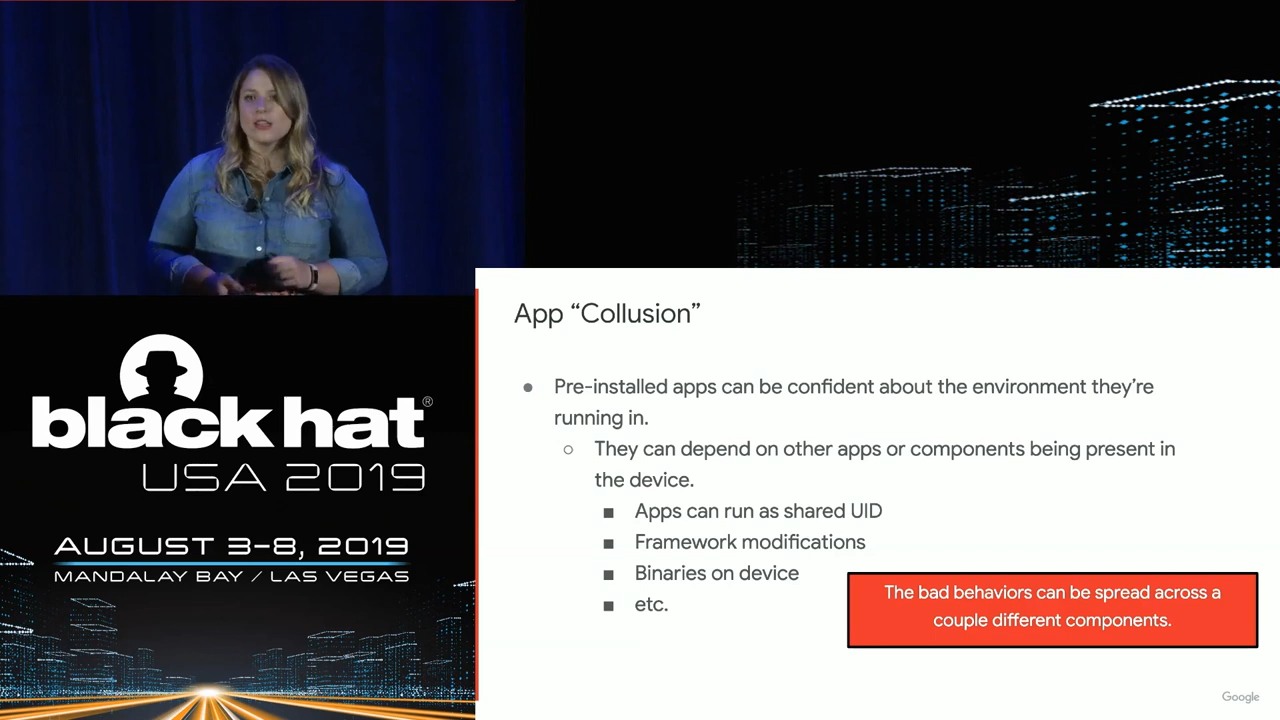 App “Collusion”
● Pre-installed apps can be confident about the environment they’re
running in.
○ They can depend on other apps or components being present in
the device.
■ Apps can run as shared UID
■ Framework modifications
■ Binaries on device
■ etc.
The bad behaviors can be spread across a
couple different components.
Google
black hat®
USA 2019
AUGUST 3-8, 2019
MANDALAY BAY / LAS VEGAS